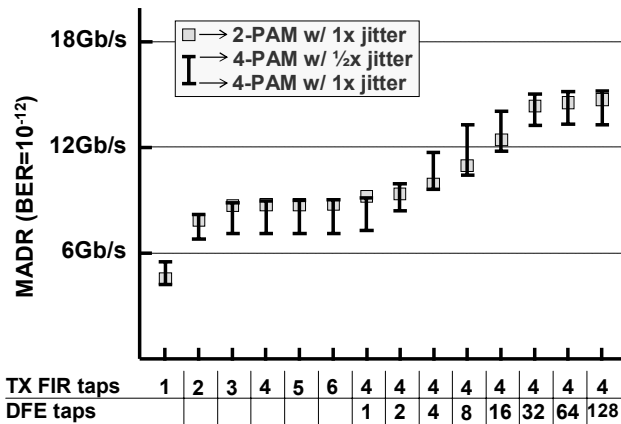 18Gb/s
2-PAM w/ 1x jitter
4-PAM w/ ½x jitter
4-PAM w/ 1x jitter
12Gb/s
6Gb/s
MADR (BER=10⁻¹²)
TX FIR taps 1 2 3 4 5 6 4 4 4 4 4 4 4 4
DFE taps 1 2 4 8 16 32 64 128